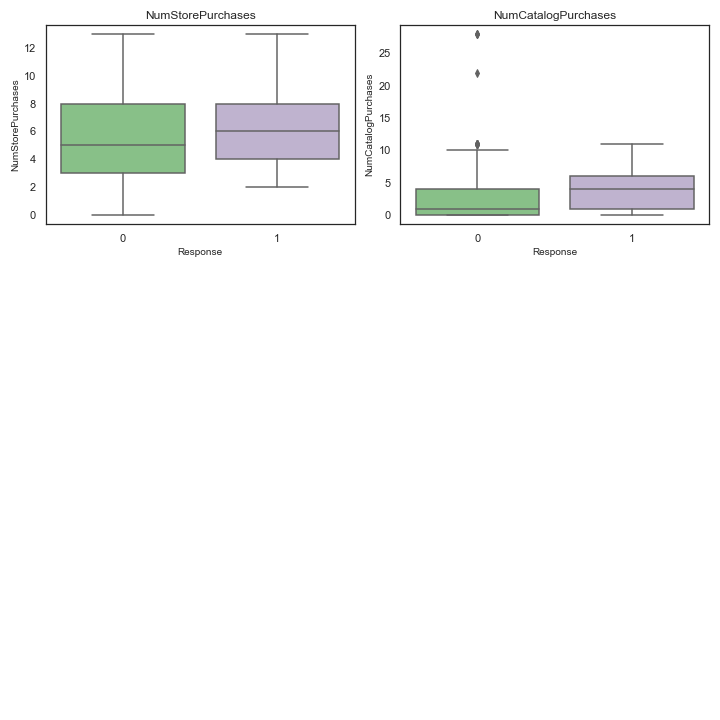 NumStorePurchases
NumStorePurchases
12
10
8
6
4
2
0
0 1
Response
NumCatalogPurchases
NumCatalogPurchases
25
20
15
10
5
0
0 1
Response